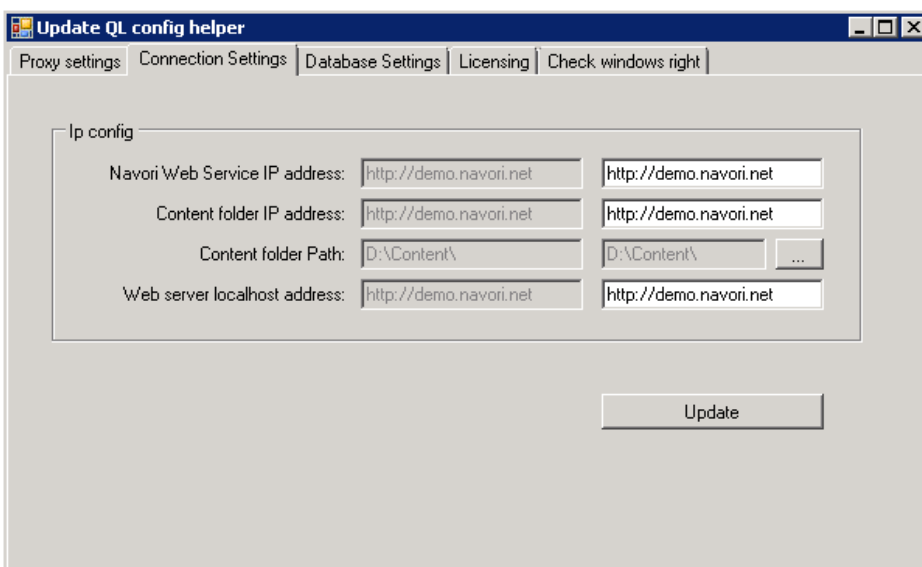 Update QL config helper
Proxy settings Connection Settings Database Settings Licensing Check windows right
Ip config
Navori Web Service IP address: http://demo.navori.net http://demo.navori.net
Content folder IP address: http://demo.navori.net http://demo.navori.net
Content folder Path: D:\Content\ D:\Content\ ...
Web server localhost address: http://demo.navori.net http://demo.navori.net
Update